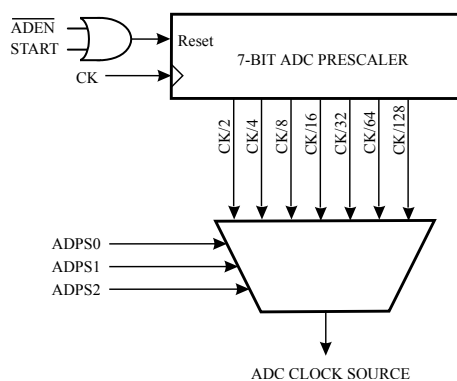 A̅D̅E̅N̅
START
Reset
7-BIT ADC PRESCALER
CK
CK/2
CK/4
CK/8
CK/16
CK/32
CK/64
CK/128
ADPS0
ADPS1
ADPS2
ADC CLOCK SOURCE